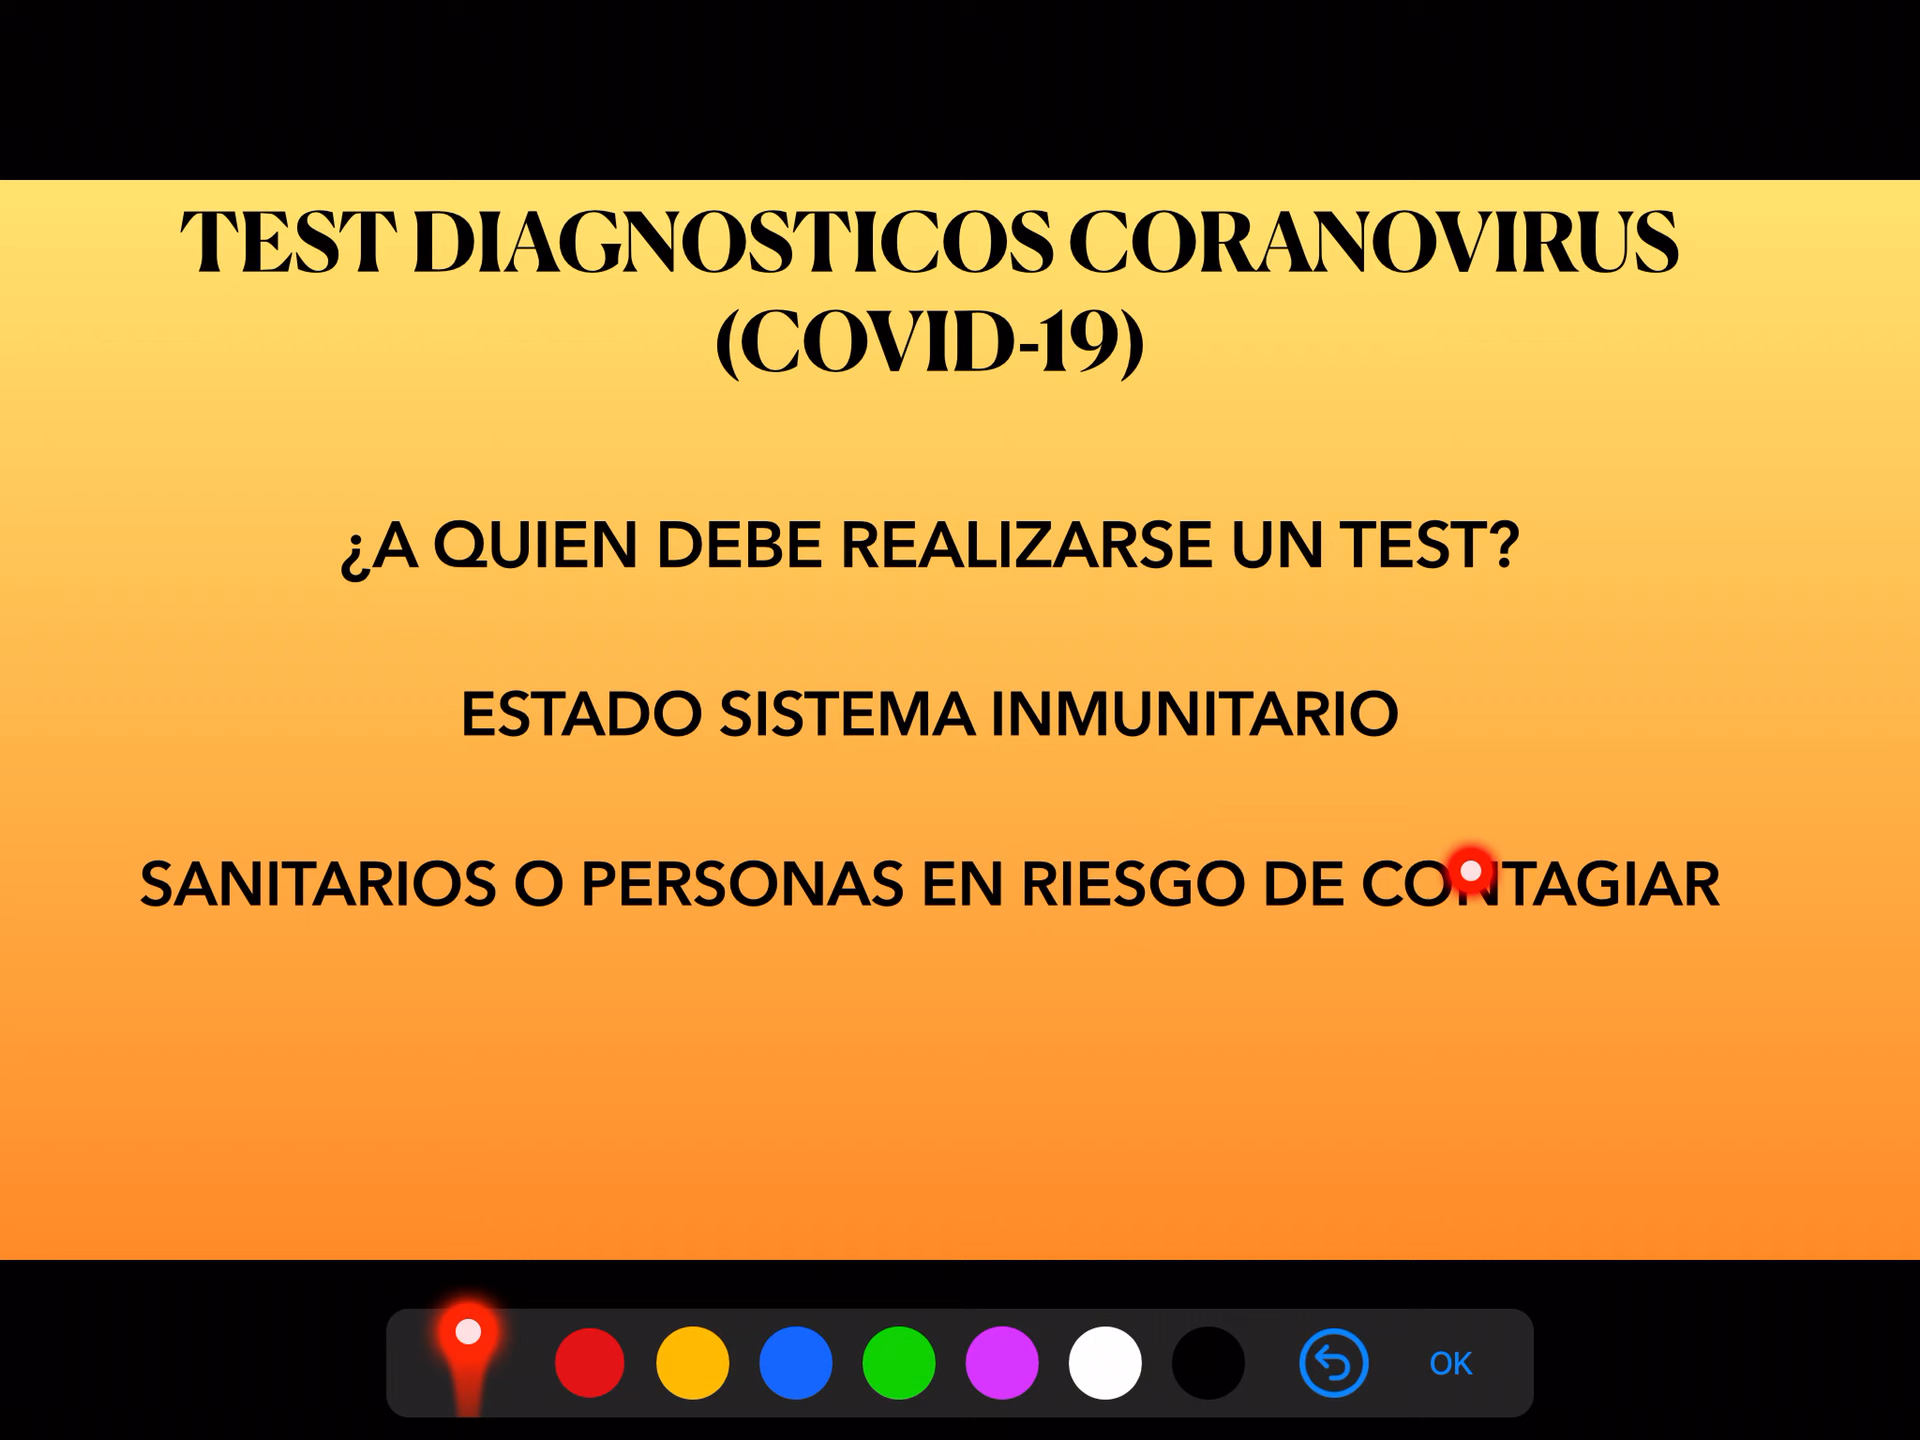 TEST DIAGNOSTICOS CORANOVIRUS
(COVID-19)
¿A QUIEN DEBE REALIZARSE UN TEST?
ESTADO SISTEMA INMUNITARIO
SANITARIOS O PERSONAS EN RIESGO DE CONTAGIAR
OK